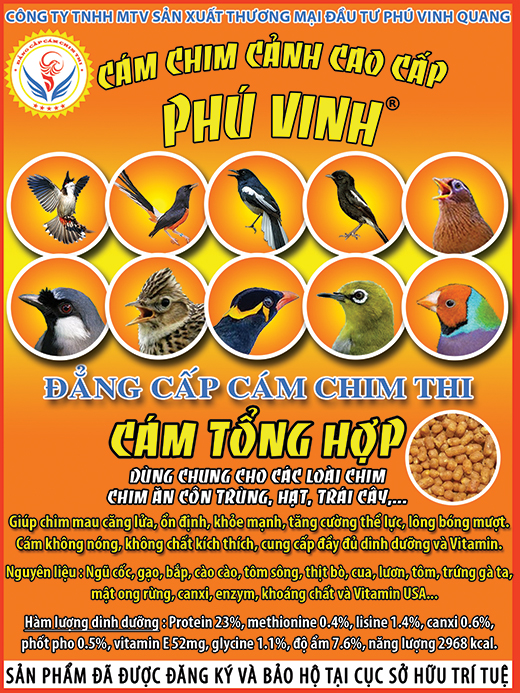 CÔNG TY TNHH MTV SẢN XUẤT THƯƠNG MẠI ĐẦU TƯ PHÚ VINH QUANG
ĐẲNG CẤP CÁM CHIM THI
CÁM CHIM CẢNH CAO CẤP
PHÚ VINH®
ĐẲNG CẤP CÁM CHIM THI
CÁM TỔNG HỢP
DÙNG CHUNG CHO CÁC LOÀI CHIM
CHIM ĂN CÔN TRÙNG, HẠT, TRÁI CÂY,...
Giúp chim mau căng lửa, ổn định, khỏe mạnh, tăng cường thể lực, lông bóng mượt.
Cám không nóng, không chất kích thích, cung cấp đầy đủ dinh dưỡng và Vitamin.
Nguyên liệu : Ngũ cốc, gạo, bắp, cào cào, tôm sông, thịt bò, cua, lươn, tôm, trứng gà ta,
mật ong rừng, canxi, enzym, khoáng chất và Vitamin USA...
Hàm lượng dinh dưỡng : Protein 23%, methionine 0.4%, lisine 1.4%, canxi 0.6%,
phốt pho 0.5%, vitamin E 52mg, glycine 1.1%, độ ẩm 7.6%, năng lượng 2968 kcal.
SẢN PHẨM ĐÃ ĐƯỢC ĐĂNG KÝ VÀ BẢO HỘ TẠI CỤC SỞ HỮU TRÍ TUỆ